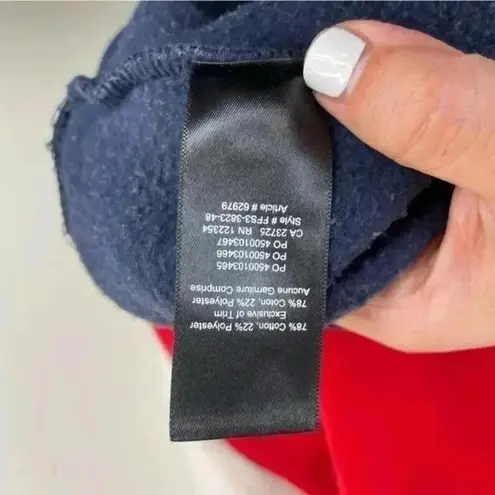 78% Cotton, 22% Polyester
Exclusive of Trim
78% Coton, 22% Polyester
Aucune Garniture Comprise
PO 4500103465
PO 4500103466
PO 4500103467
CA 23725 RN 122354
Style # FFS3-3823-48
Article # 62979